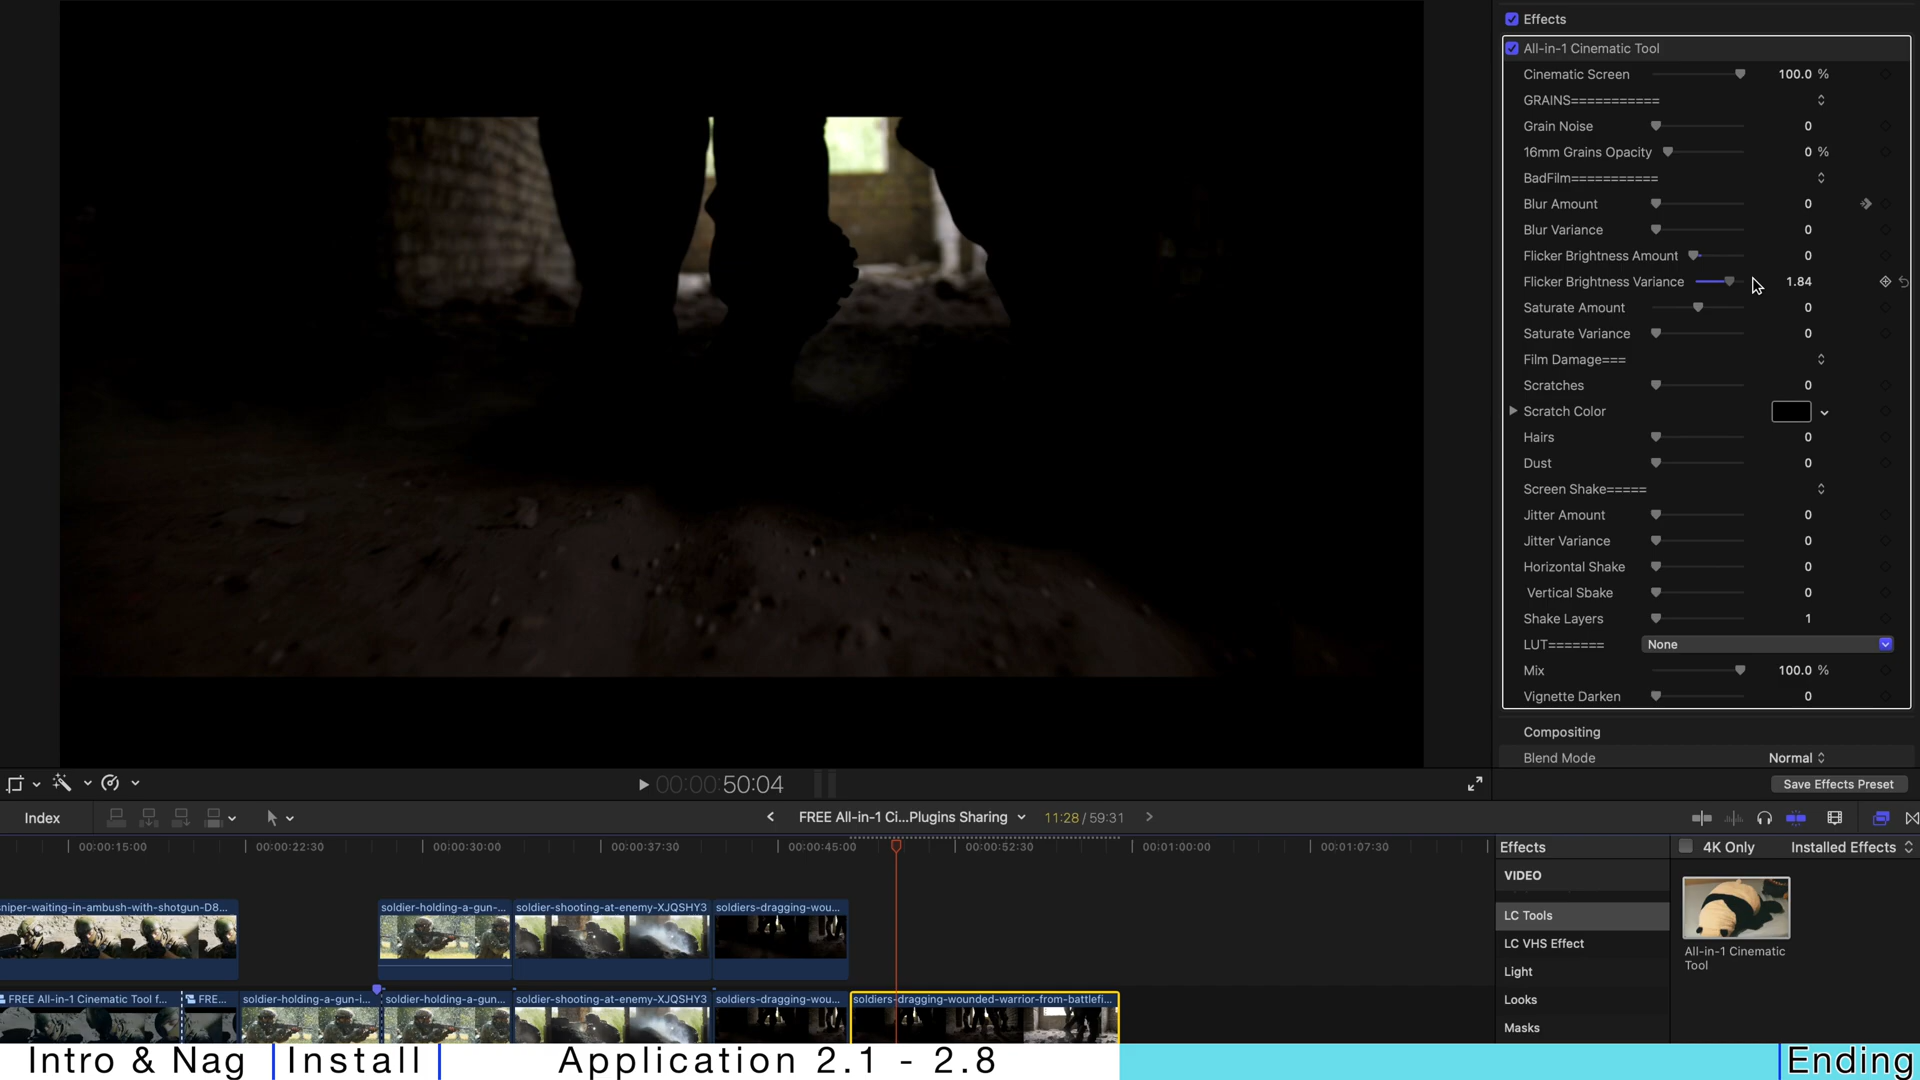 Effects
All-in-1 Cinematic Tool
Cinematic Screen 100.0 %
GRAINS===========
Grain Noise 0
16mm Grains Opacity 0 %
BadFilm===========
Blur Amount 0
Blur Variance 0
Flicker Brightness Amount 0
Flicker Brightness Variance 1.84
Saturate Amount 0
Saturate Variance 0
Film Damage===
Scratches 0
Scratch Color
Hairs 0
Dust 0
Screen Shake=====
Jitter Amount 0
Jitter Variance 0
Horizontal Shake 0
Vertical Sbake 0
Shake Layers 1
LUT======= None
Mix 100.0 %
Vignette Darken 0
Compositing
Blend Mode Normal
00:00:50:04
Save Effects Preset
Index
FREE All-in-1 Ci...Plugins Sharing 11:28 / 59:31
00:00:15:00 00:00:22:30 00:00:30:00 00:00:37:30 00:00:45:00 00:00:52:30 00:01:00:00 00:01:07:30
Effects 4K Only Installed Effects
VIDEO
LC Tools
LC VHS Effect
Light
Looks
Masks
All-in-1 Cinematic
Tool
niper-waiting-in-ambush-with-shotgun-D8... soldier-holding-a-gun-... soldier-shooting-at-enemy-XJQSHY3 soldiers-dragging-wou...
FREE All-in-1 Cinematic Tool f... FRE... soldier-holding-a-gun-i... soldier-holding-a-gun... soldier-shooting-at-enemy-XJQSHY3 soldiers-dragging-wou... soldiers-dragging-wounded-warrior-from-battlefi...
Intro & Nag Install Application 2.1 - 2.8 Ending